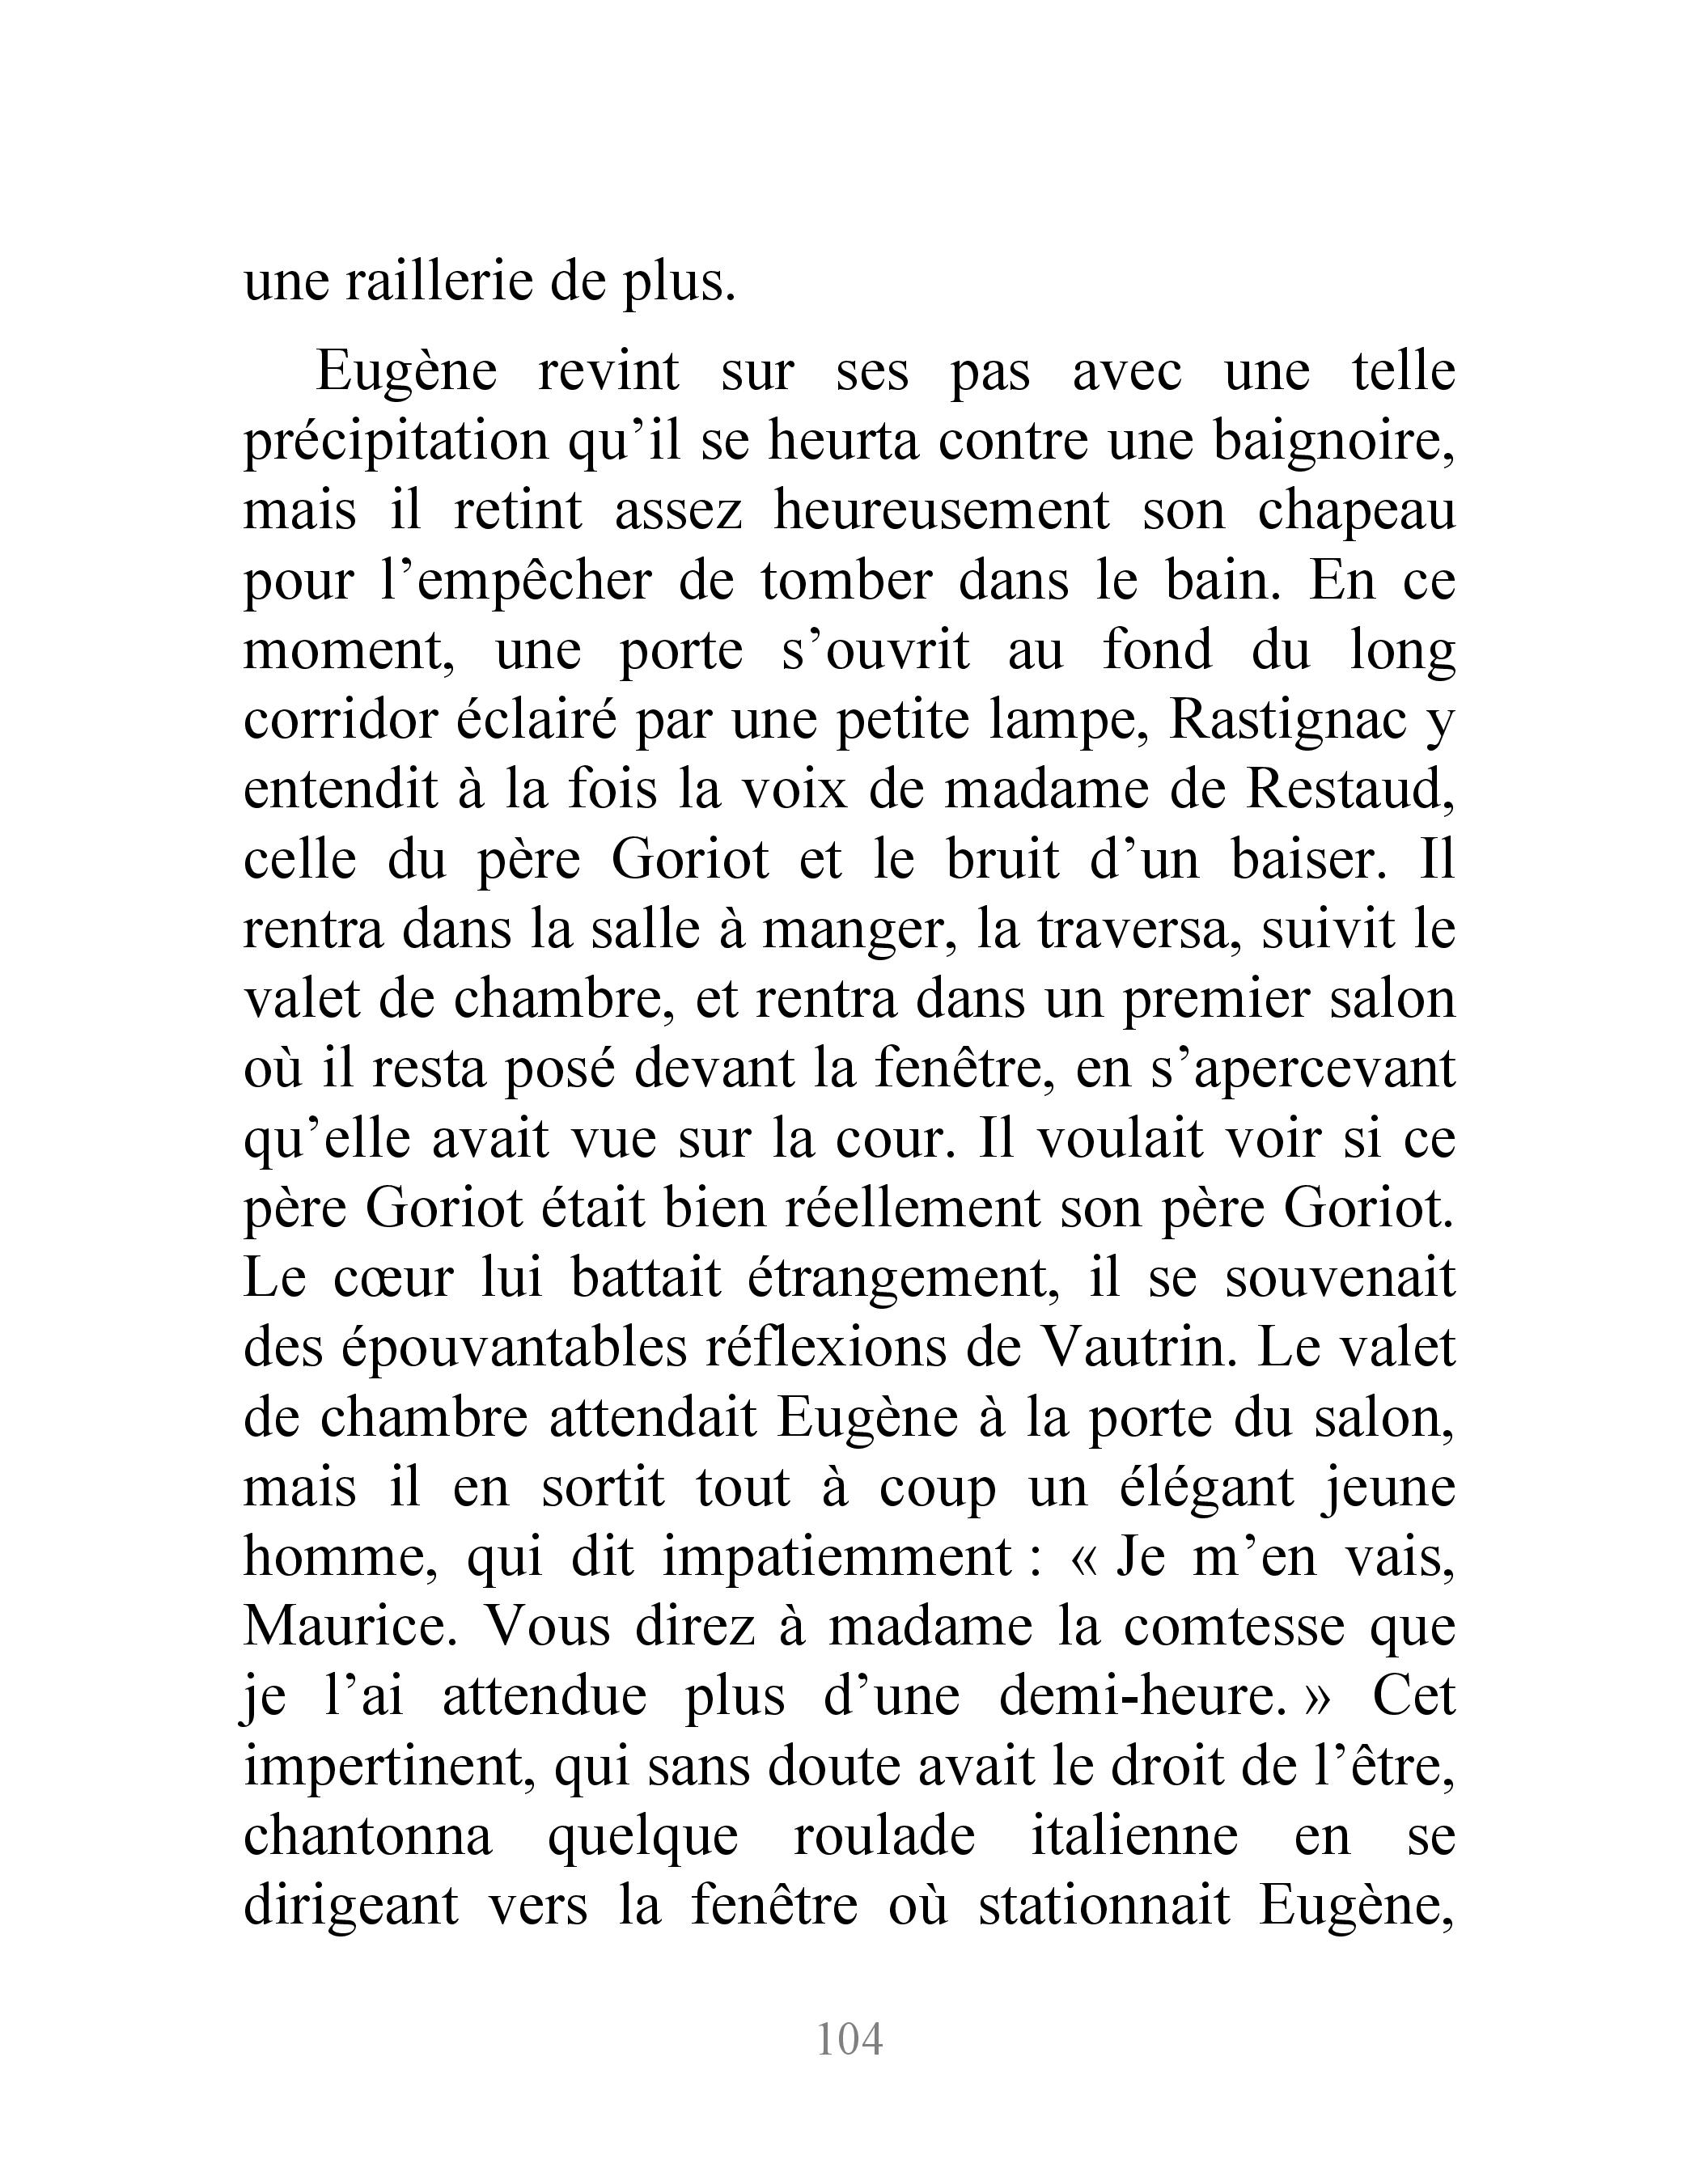 une raillerie de plus.
Eugène revint sur ses pas avec une telle
précipitation qu’il se heurta contre une baignoire,
mais il retint assez heureusement son chapeau
pour l’empêcher de tomber dans le bain. En ce
moment, une porte s’ouvrit au fond du long
corridor éclairé par une petite lampe, Rastignac y
entendit à la fois la voix de madame de Restaud,
celle du père Goriot et le bruit d’un baiser. Il
rentra dans la salle à manger, la traversa, suivit le
valet de chambre, et rentra dans un premier salon
où il resta posé devant la fenêtre, en s’apercevant
qu’elle avait vue sur la cour. Il voulait voir si ce
père Goriot était bien réellement son père Goriot.
Le cœur lui battait étrangement, il se souvenait
des épouvantables réflexions de Vautrin. Le valet
de chambre attendait Eugène à la porte du salon,
mais il en sortit tout à coup un élégant jeune
homme, qui dit impatiemment : « Je m’en vais,
Maurice. Vous direz à madame la comtesse que
je l’ai attendue plus d’une demi-heure. » Cet
impertinent, qui sans doute avait le droit de l’être,
chantonna quelque roulade italienne en se
dirigeant vers la fenêtre où stationnait Eugène,
104